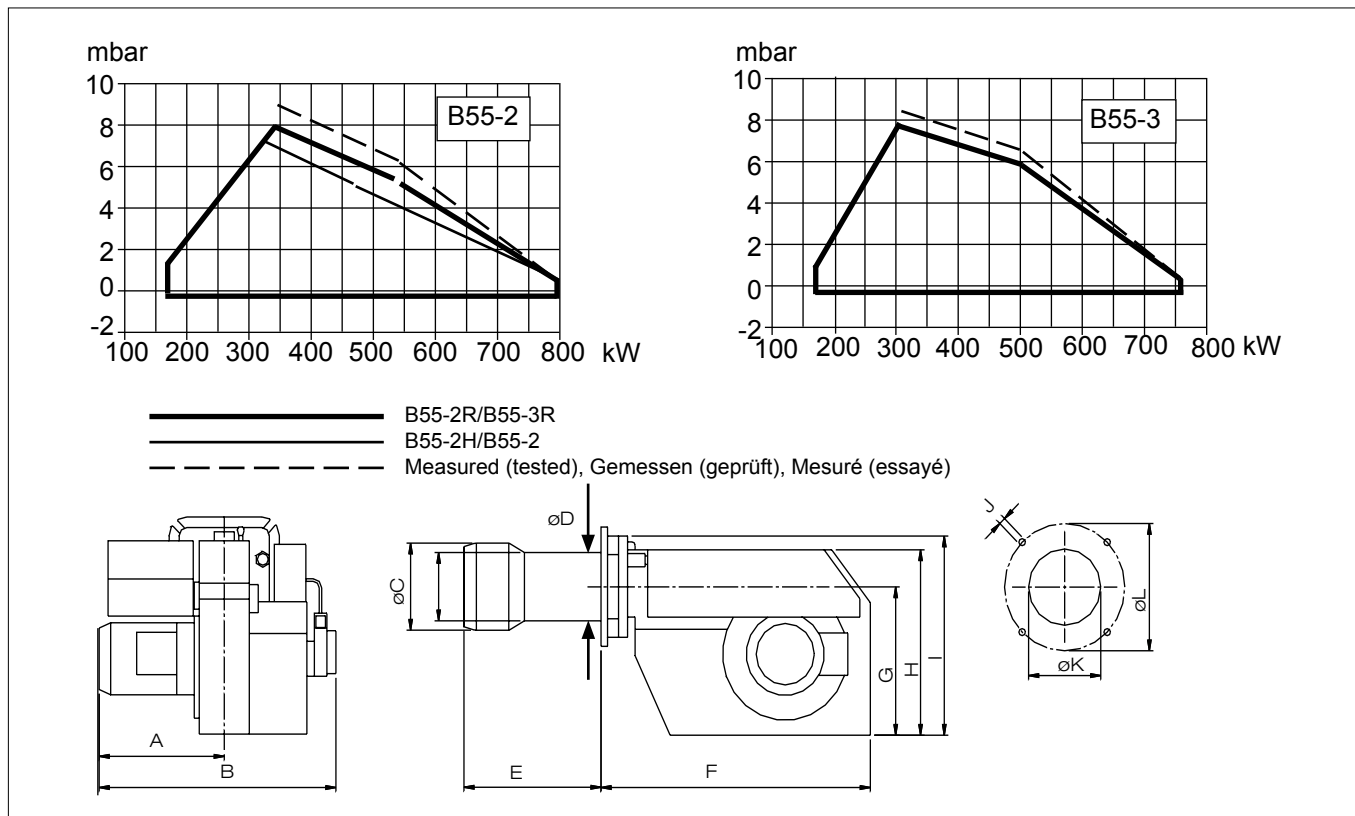 mbar
10
8
6
4
2
0
-2
100 200 300 400 500 600 700 800 kW
B55-2
mbar
10
8
6
4
2
0
-2
100 200 300 400 500 600 700 800 kW
B55-3
B55-2R/B55-3R
B55-2H/B55-2
Measured (tested), Gemessen (geprüft), Mesuré (essayé)
A
B
øC
øD
E
F
G
H
I
J
øK
øL